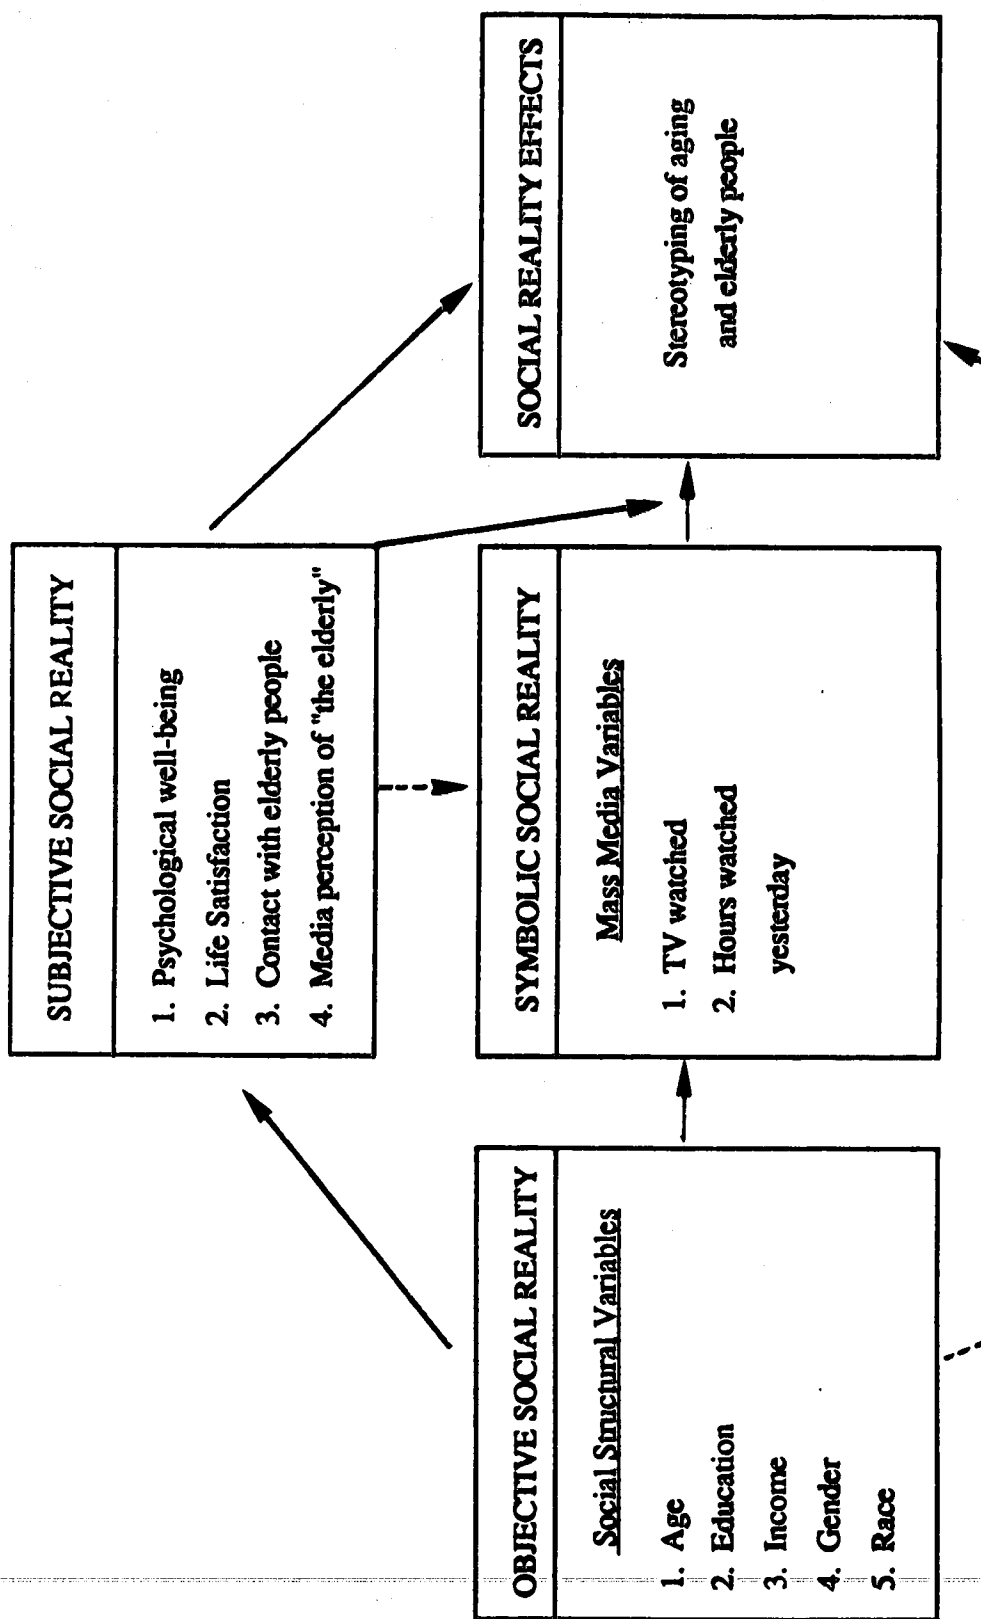 SUBJECTIVE SOCIAL REALITY
1. Psychological well-being
2. Life Satisfaction
3. Contact with elderly people
4. Media perception of "the elderly"
OBJECTIVE SOCIAL REALITY
Social Structural Variables
1. Age
2. Education
3. Income
4. Gender
5. Race
SYMBOLIC SOCIAL REALITY
Mass Media Variables
1. TV watched
2. Hours watched
yesterday
SOCIAL REALITY EFFECTS
Stereotyping of aging
and elderly people